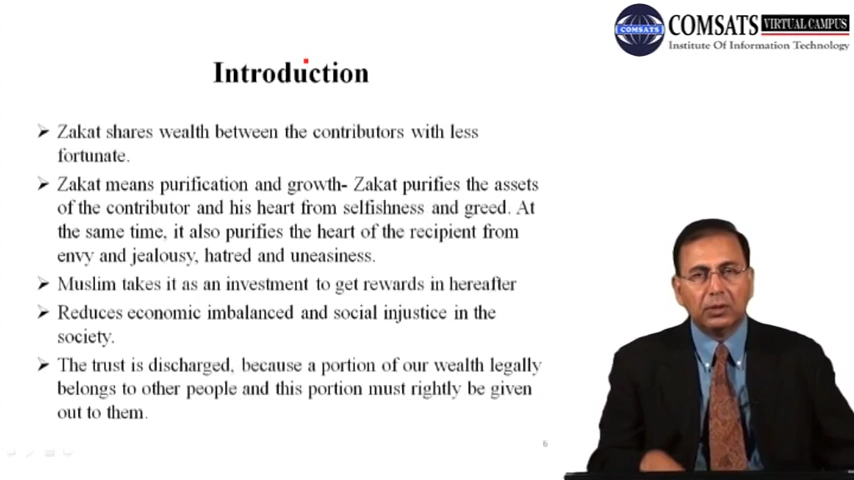 COMSATS
COMSATS VIRTUAL CAMPUS
Institute Of Information Technology
Introduction
Zakat shares wealth between the contributors with less
fortunate.
Zakat means purification and growth- Zakat purifies the assets
of the contributor and his heart from selfishness and greed. At
the same time, it also purifies the heart of the recipient from
envy and jealousy, hatred and uneasiness.
Muslim takes it as an investment to get rewards in hereafter
Reduces economic imbalanced and social injustice in the
society.
The trust is discharged, because a portion of our wealth legally
belongs to other people and this portion must rightly be given
out to them.
6